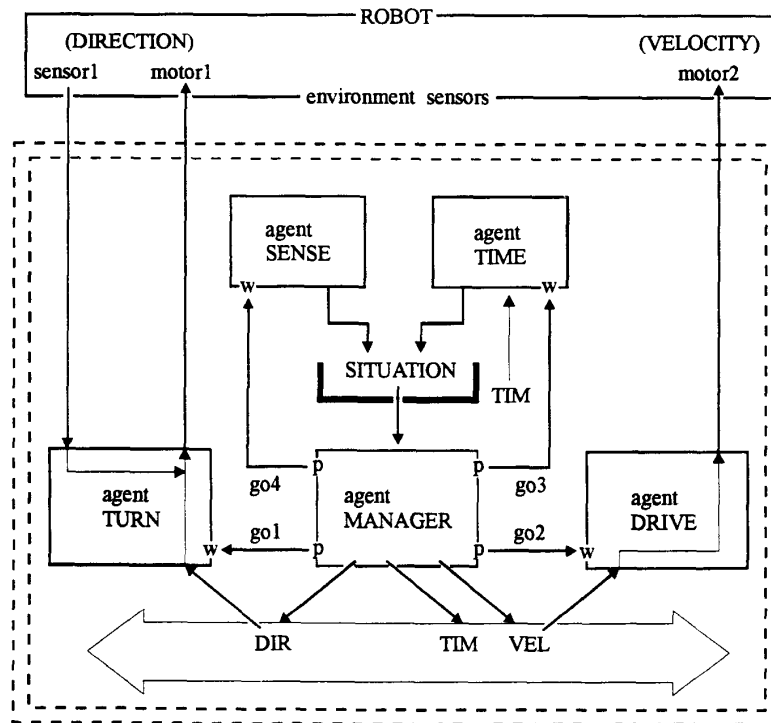 ROBOT
(DIRECTION)
(VELOCITY)
sensor1
motor1
motor2
environment sensors
agent
SENSE
w
agent
TIME
w
SITUATION
TIM
agent
TURN
w
p
p
agent
MANAGER
p
p
agent
DRIVE
w
go4
go3
go1
go2
DIR
TIM
VEL